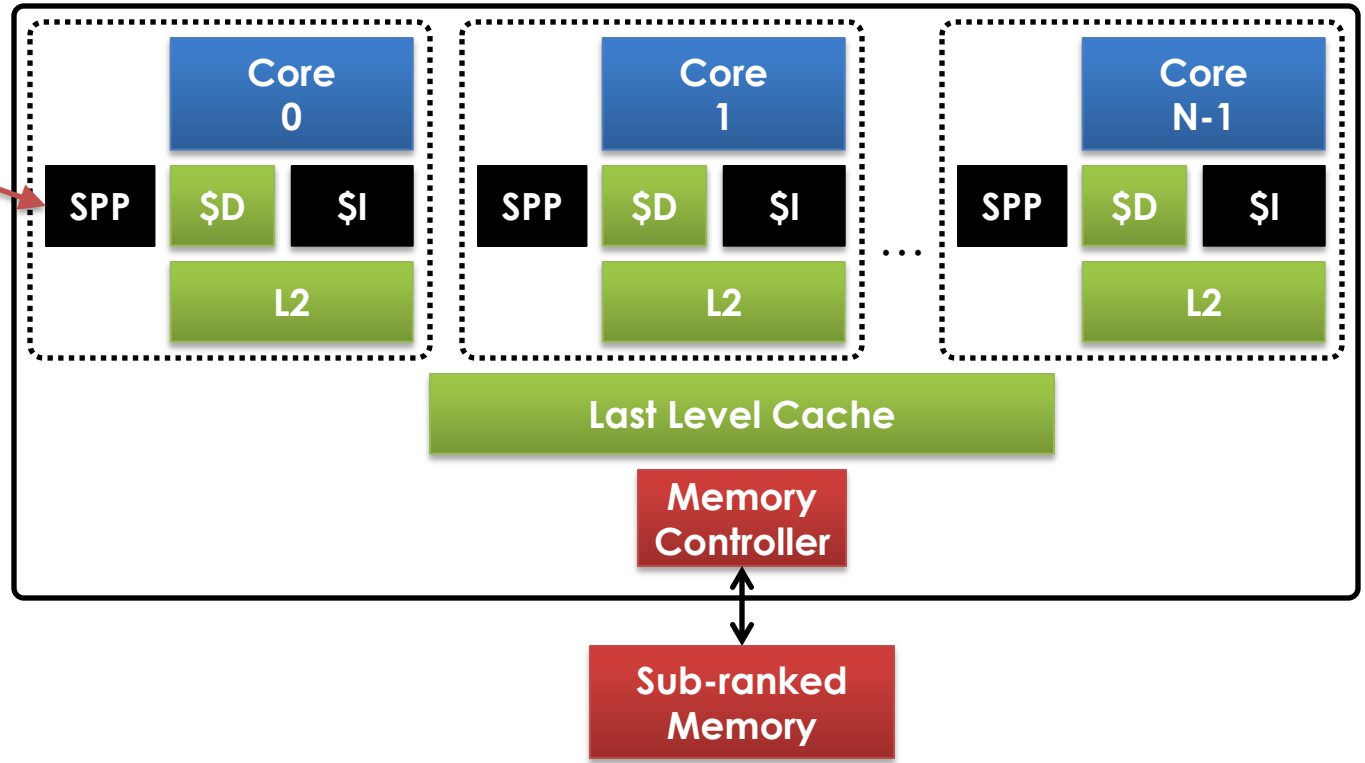 Core
0
Core
1
Core
N-1
SPP
$D
$I
SPP
$D
$I
...
SPP
$D
$I
L2
L2
L2
Last Level Cache
Memory
Controller
Sub-ranked
Memory